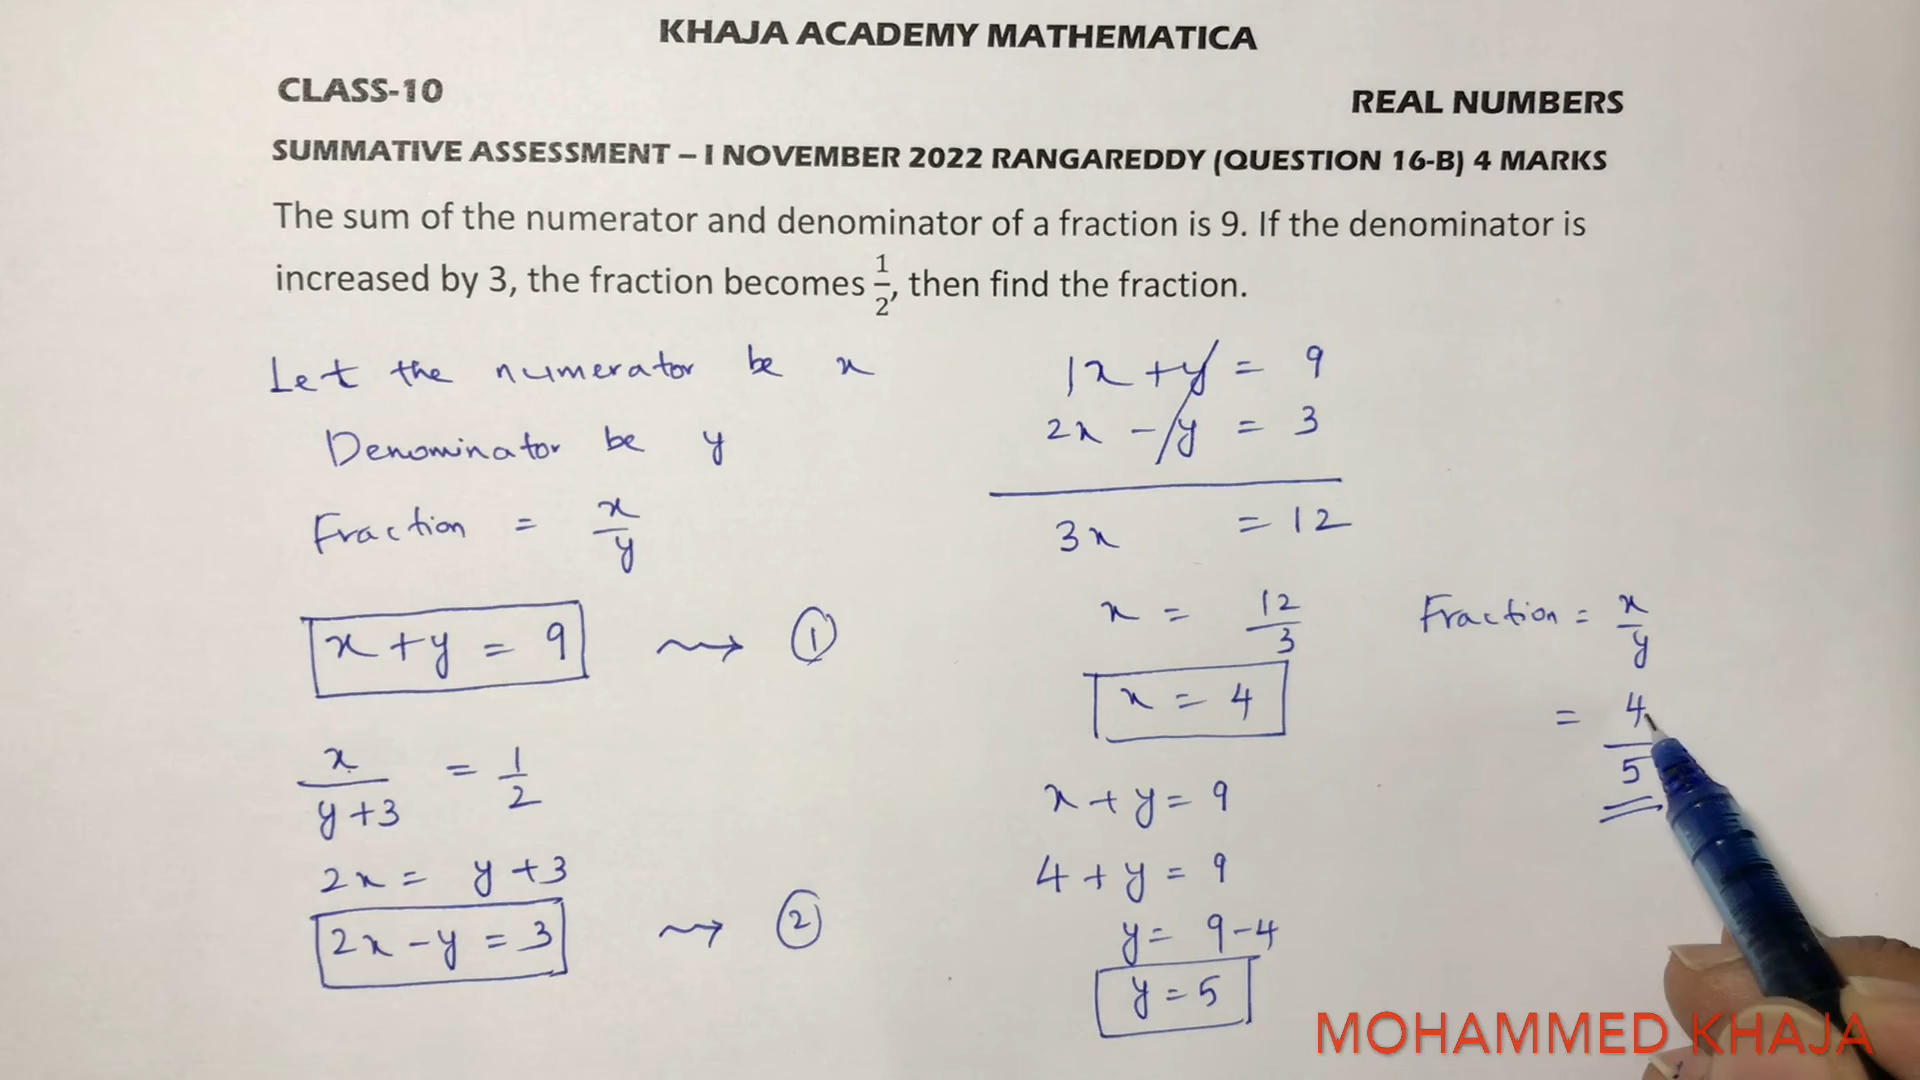 KHAJA ACADEMY MATHEMATICA
CLASS-10
REAL NUMBERS
SUMMATIVE ASSESSMENT – I NOVEMBER 2022 RANGAREDDY (QUESTION 16-B) 4 MARKS
The sum of the numerator and denominator of a fraction is 9. If the denominator is
increased by 3, the fraction becomes 1/2, then find the fraction.
Let the numerator be x
Denominator be y
Fraction = x/y
x + y = 9 ⇝ ①
x/(y+3) = 1/2
2x = y+3
2x - y = 3 ⇝ ②
1x + y = 9
2x - y = 3
3x = 12
x = 12/3
x = 4
x + y = 9
4 + y = 9
y = 9-4
y = 5
Fraction = x/y
= 4/5
MOHAMMED KHAJA